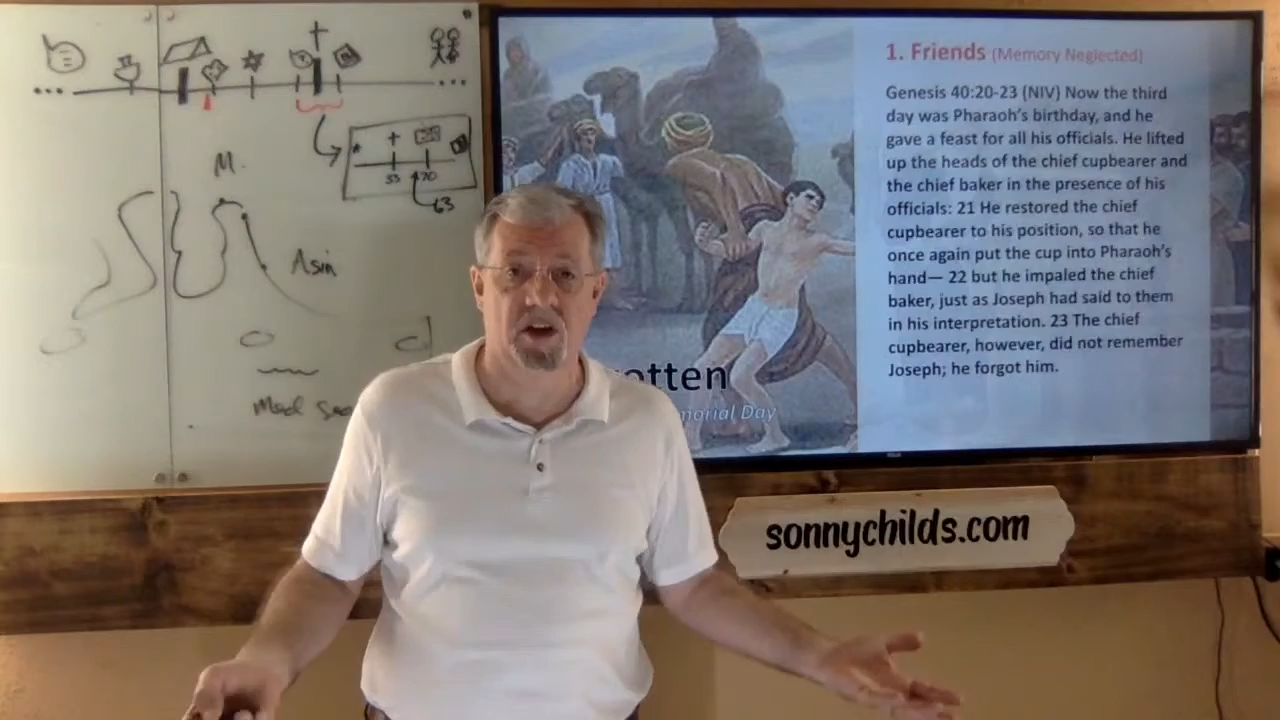 M.
33
70
63
Asia
otten
morial Day
1. Friends (Memory Neglected)
Genesis 40:20-23 (NIV) Now the third
day was Pharaoh's birthday, and he
gave a feast for all his officials. He lifted
up the heads of the chief cupbearer and
the chief baker in the presence of his
officials: 21 He restored the chief
cupbearer to his position, so that he
once again put the cup into Pharaoh's
hand— 22 but he impaled the chief
baker, just as Joseph had said to them
in his interpretation. 23 The chief
cupbearer, however, did not remember
Joseph; he forgot him.
sonnychilds.com